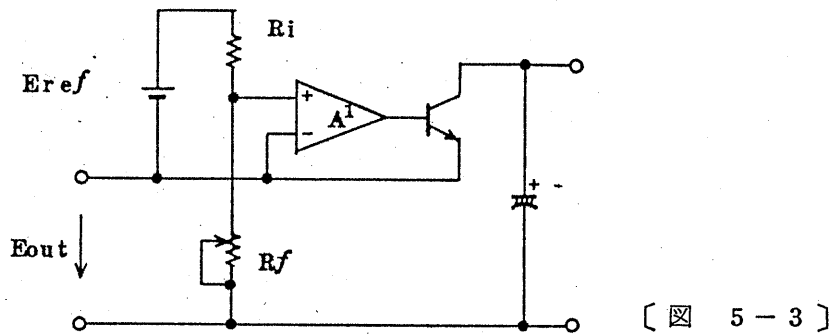 Ri
Eref
+
A1
-
+ -
Eout
Rf
〔図 5-3〕